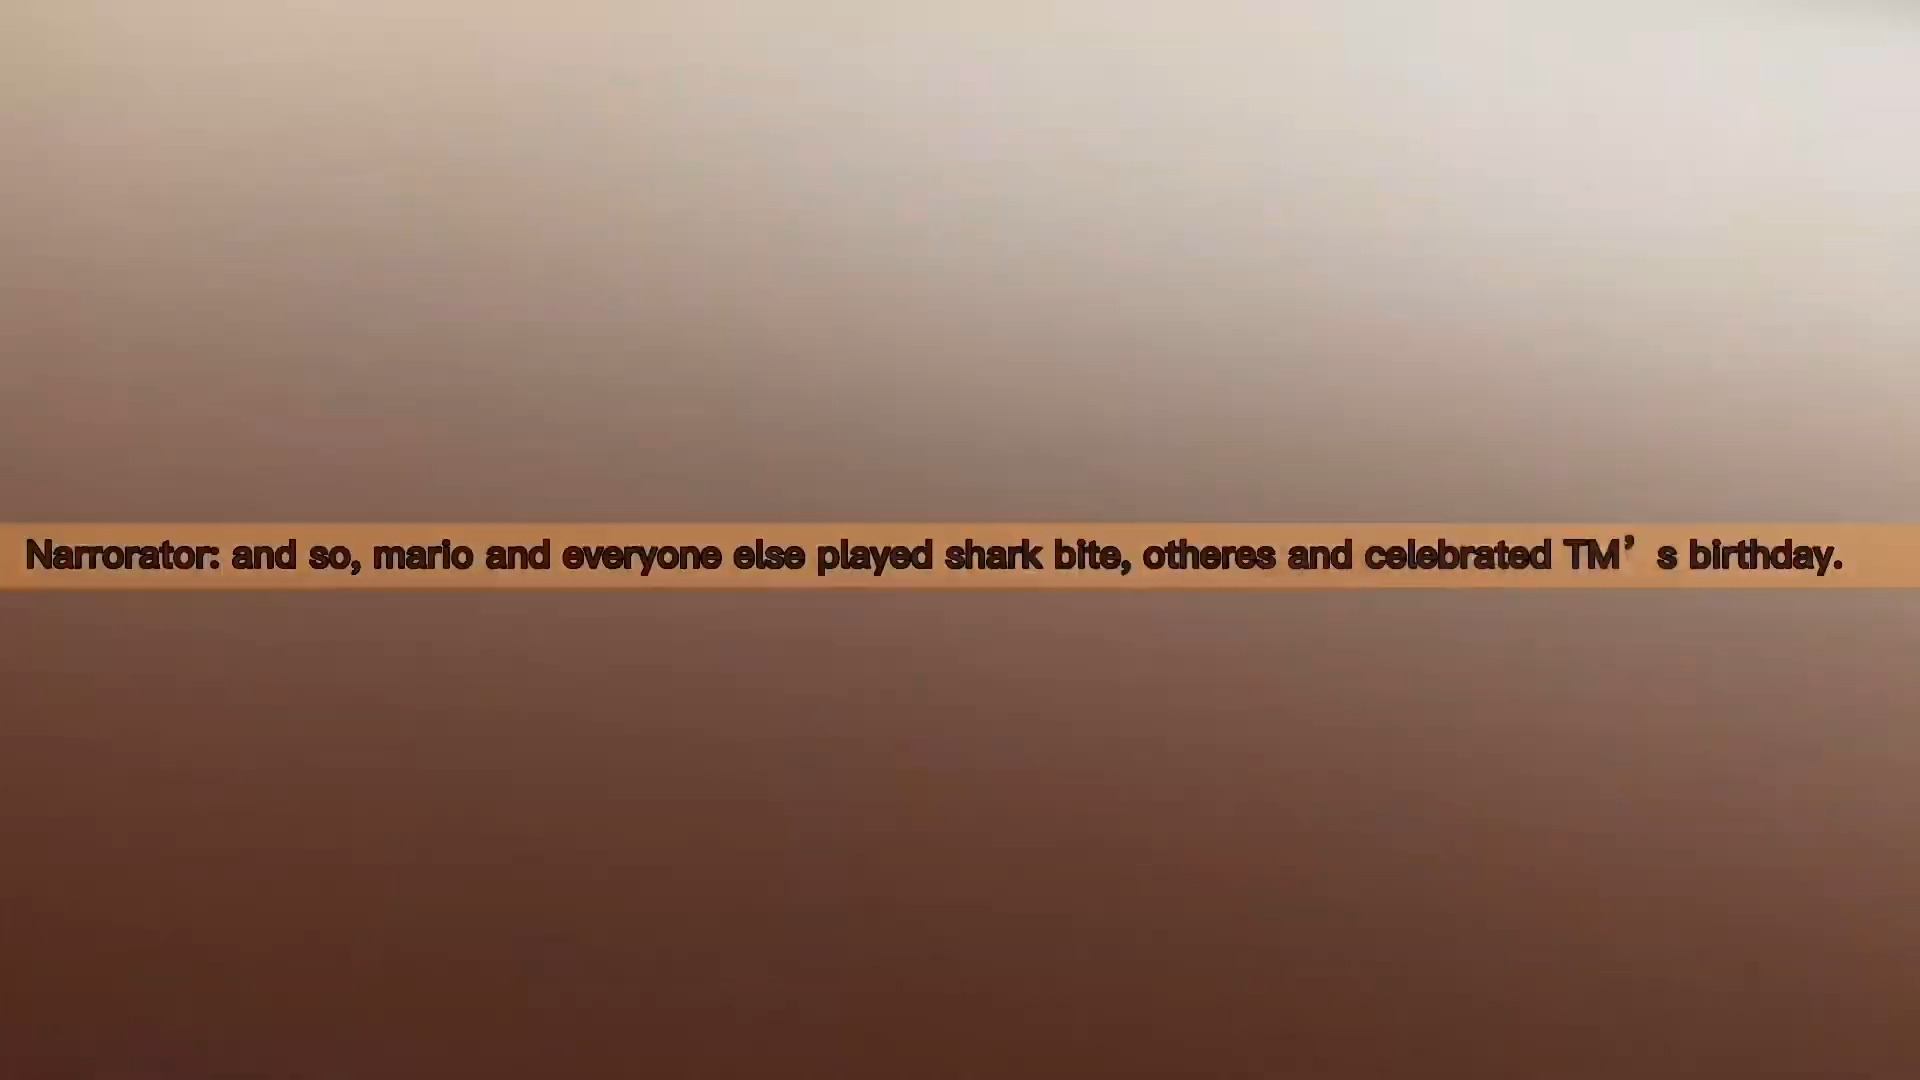 Narrorator: and so, mario and everyone else played shark bite, otheres and celebrated TM’s birthday.